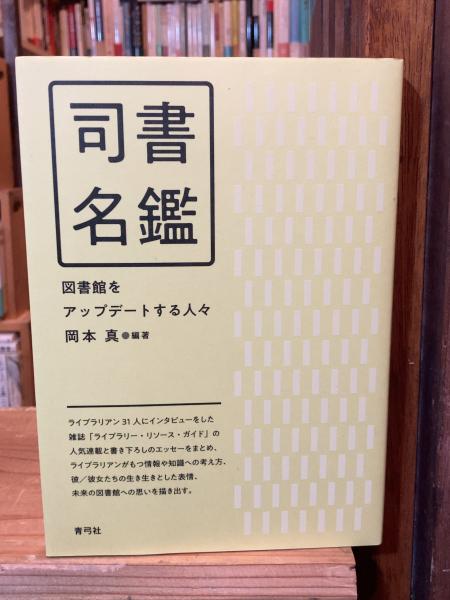 司書
名鑑
図書館を
アップデートする人々
岡本 真●編著
ライブラリアン31人にインタビューをした
雑誌「ライブラリー・リソース・ガイド」の
人気連載と書き下ろしのエッセーをまとめ、
ライブラリアンがもつ情報や知識への考え方、
彼／彼女たちの生き生きとした表情、
未来の図書館への思いを描き出す。
青弓社